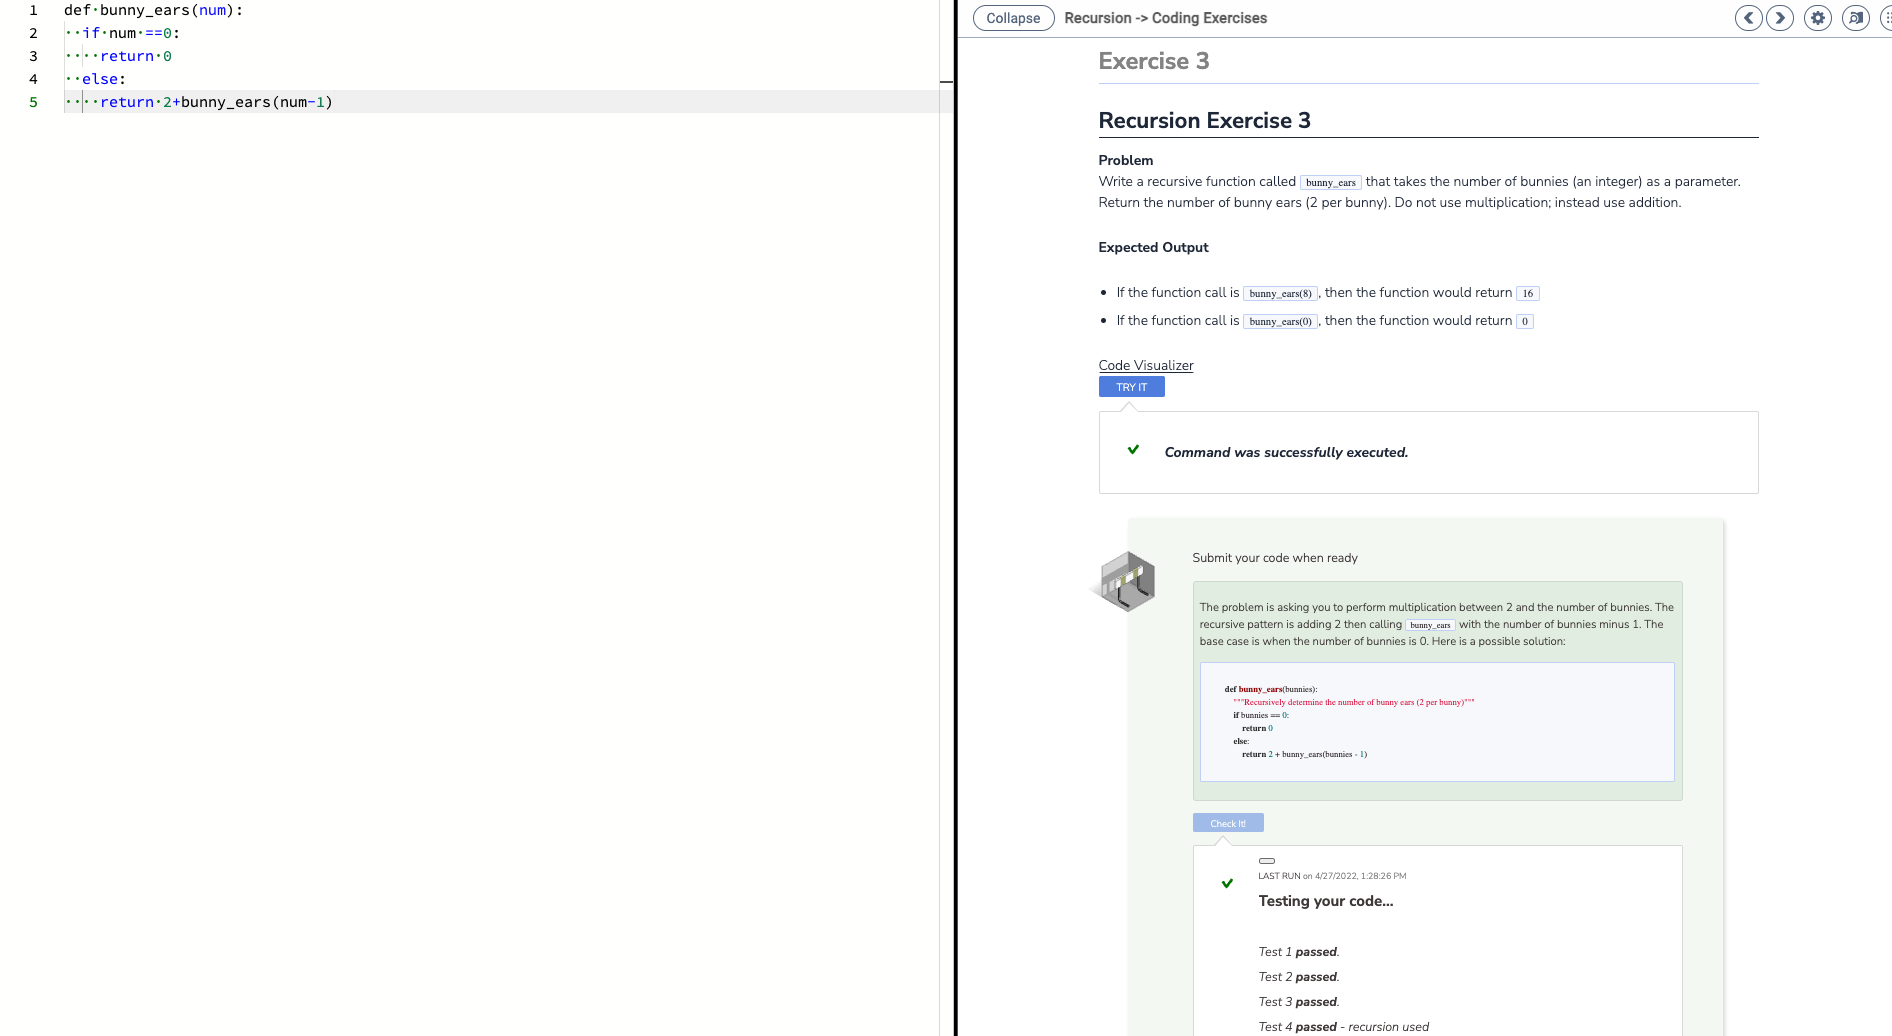 1 def bunny_ears(num):
2 if num ==0:
3 return 0
4 else:
5 return 2+bunny_ears(num-1)
Collapse Recursion -> Coding Exercises
Exercise 3
Recursion Exercise 3
Problem
Write a recursive function called bunny_ears that takes the number of bunnies (an integer) as a parameter.
Return the number of bunny ears (2 per bunny). Do not use multiplication; instead use addition.
Expected Output
• If the function call is bunny_ears(8), then the function would return 16
• If the function call is bunny_ears(0), then the function would return 0
Code Visualizer
TRY IT
Command was successfully executed.
Submit your code when ready
The problem is asking you to perform multiplication between 2 and the number of bunnies. The
recursive pattern is adding 2 then calling bunny_ears with the number of bunnies minus 1. The
base case is when the number of bunnies is 0. Here is a possible solution:
def bunny_ears(bunnies):
"""Recursively determine the number of bunny ears (2 per bunny)"""
if bunnies == 0:
return 0
else:
return 2 + bunny_ears(bunnies - 1)
Check It!
LAST RUN on 4/27/2022, 1:28:26 PM
Testing your code...
Test 1 passed.
Test 2 passed.
Test 3 passed.
Test 4 passed - recursion used